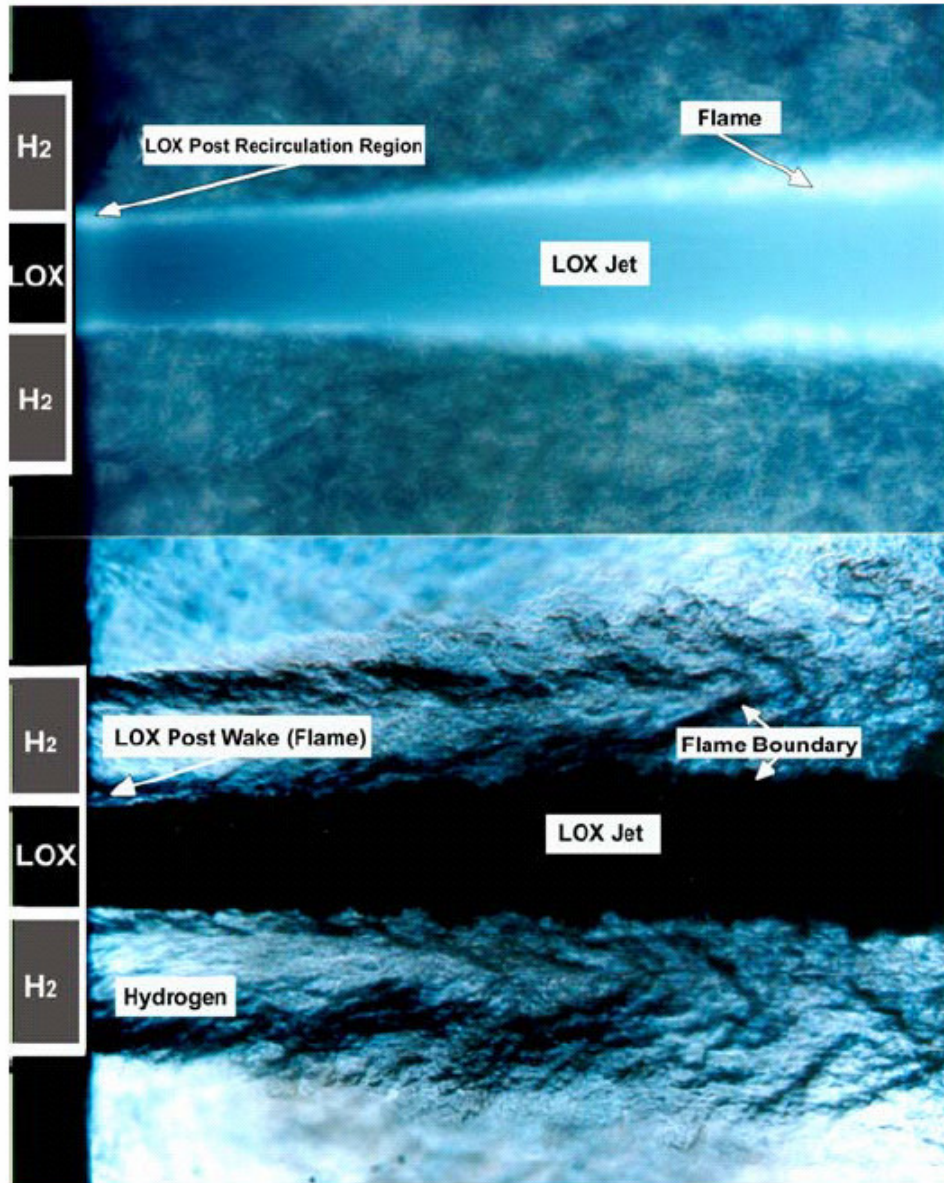 H2
LOX Post Recirculation Region
Flame
LOX
LOX Jet
H2
H2
LOX Post Wake (Flame)
Flame Boundary
LOX
LOX Jet
H2
Hydrogen